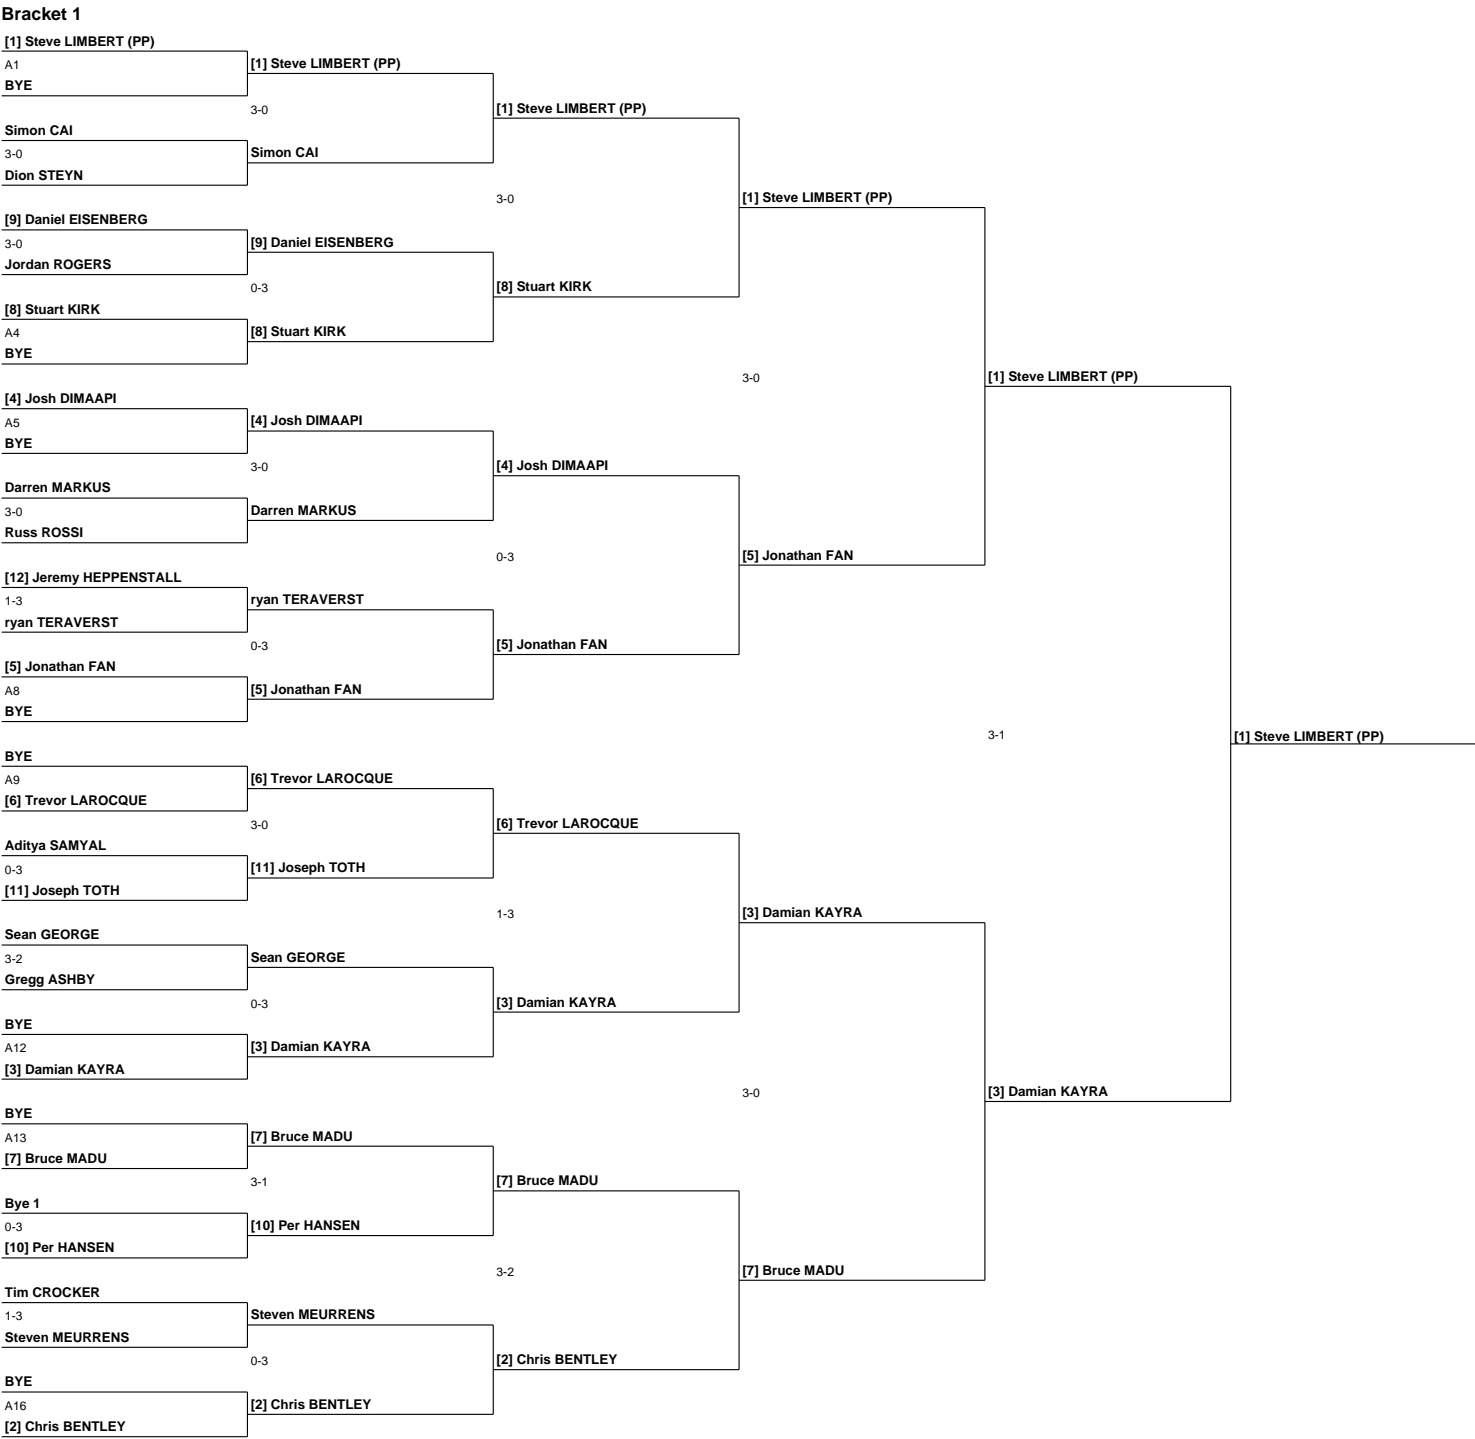 Bracket 1
[1] Steve LIMBERT (PP)
A1
BYE
Simon CAI
3-0
Dion STEYN
[9] Daniel EISENBERG
3-0
Jordan ROGERS
[8] Stuart KIRK
A4
BYE
[4] Josh DIMAAPI
A5
BYE
Darren MARKUS
3-0
Russ ROSSI
[12] Jeremy HEPPENSTALL
1-3
ryan TERAVERST
[5] Jonathan FAN
A8
BYE
BYE
A9
[6] Trevor LAROCQUE
Aditya SAMYAL
0-3
[11] Joseph TOTH
Sean GEORGE
3-2
Gregg ASHBY
BYE
A12
[3] Damian KAYRA
BYE
A13
[7] Bruce MADU
Bye 1
0-3
[10] Per HANSEN
Tim CROCKER
1-3
Steven MEURRENS
BYE
A16
[2] Chris BENTLEY
[1] Steve LIMBERT (PP)
3-0
Simon CAI
[9] Daniel EISENBERG
0-3
[8] Stuart KIRK
[4] Josh DIMAAPI
3-0
Darren MARKUS
ryan TERAVERST
0-3
[5] Jonathan FAN
[6] Trevor LAROCQUE
3-0
[11] Joseph TOTH
Sean GEORGE
0-3
[3] Damian KAYRA
[7] Bruce MADU
3-1
[10] Per HANSEN
Steven MEURRENS
0-3
[2] Chris BENTLEY
[1] Steve LIMBERT (PP)
3-0
[8] Stuart KIRK
[4] Josh DIMAAPI
0-3
[5] Jonathan FAN
[6] Trevor LAROCQUE
1-3
[3] Damian KAYRA
[7] Bruce MADU
3-2
[2] Chris BENTLEY
[1] Steve LIMBERT (PP)
3-0
[5] Jonathan FAN
[3] Damian KAYRA
3-0
[7] Bruce MADU
[1] Steve LIMBERT (PP)
3-1
[3] Damian KAYRA
[1] Steve LIMBERT (PP)